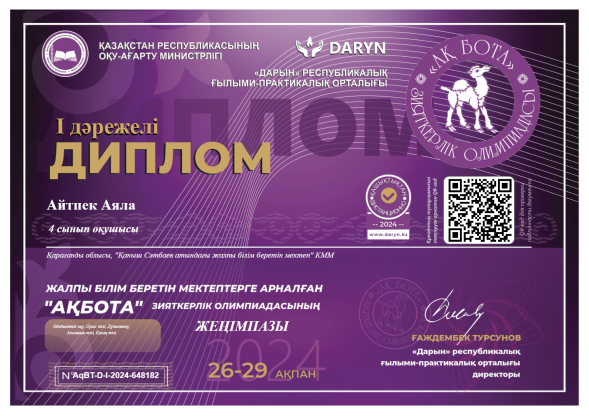 ҚАЗАҚСТАН РЕСПУБЛИКАСЫНЫҢ
ОҚУ-АҒАРТУ МИНИСТРЛІГІ
DARYN
«ДАРЫН» РЕСПУБЛИКАЛЫҚ
ҒЫЛЫМИ-ПРАКТИКАЛЫҚ ОРТАЛЫҒЫ
«АҚ БОТА»
ЗИЯТКЕРЛІК ОЛИМПИАДАСЫ
ДИПЛОМ
I дәрежелі
ДИПЛОМ
Айтпек Аяла
4 сынып оқушысы
ҚАШЫҚТЫҚТАН
ДИСТАНЦИОННО
-- 2024 --
www.daryn.kz
Қарағанды облысы, "Қаныш Сәтбаев атындағы жалпы білім беретін мектеп" КММ
ЖАЛПЫ БІЛІМ БЕРЕТІН МЕКТЕПТЕРГЕ АРНАЛҒАН
"АҚБОТА" ЗИЯТКЕРЛІК ОЛИМПИАДАСЫНЫҢ
ЖЕҢІМПАЗЫ
2024
26-29 АҚПАН
N AqBT-D-I-2024-648182
ҒАЖДЕМБЕК ТУРСУНОВ
«Дарын» республикалық
ғылыми-практикалық орталығы
директоры